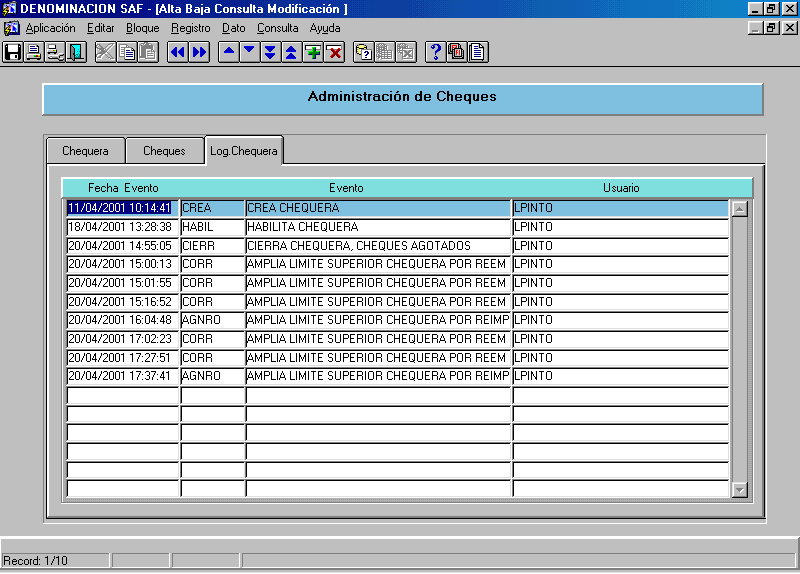 DENOMINACION SAF - [Alta Baja Consulta Modificación ]
Aplicación Editar Bloque Registro Dato Consulta Ayuda
Administración de Cheques
Chequera Cheques Log.Chequera
Fecha Evento Evento Usuario
11/04/2001 10:14:41 CREA CREA CHEQUERA LPINTO
18/04/2001 13:28:38 HABIL HABILITA CHEQUERA LPINTO
20/04/2001 14:55:05 CIERR CIERRA CHEQUERA, CHEQUES AGOTADOS LPINTO
20/04/2001 15:00:13 CORR AMPLIA LIMITE SUPERIOR CHEQUERA POR REEM LPINTO
20/04/2001 15:01:55 CORR AMPLIA LIMITE SUPERIOR CHEQUERA POR REEM LPINTO
20/04/2001 15:16:52 CORR AMPLIA LIMITE SUPERIOR CHEQUERA POR REEM LPINTO
20/04/2001 16:04:48 AGNRO AMPLIA LIMITE SUPERIOR CHEQUERA POR REIMP LPINTO
20/04/2001 17:02:23 CORR AMPLIA LIMITE SUPERIOR CHEQUERA POR REEM LPINTO
20/04/2001 17:27:51 CORR AMPLIA LIMITE SUPERIOR CHEQUERA POR REEM LPINTO
20/04/2001 17:37:41 AGNRO AMPLIA LIMITE SUPERIOR CHEQUERA POR REIMP LPINTO
Record: 1/10